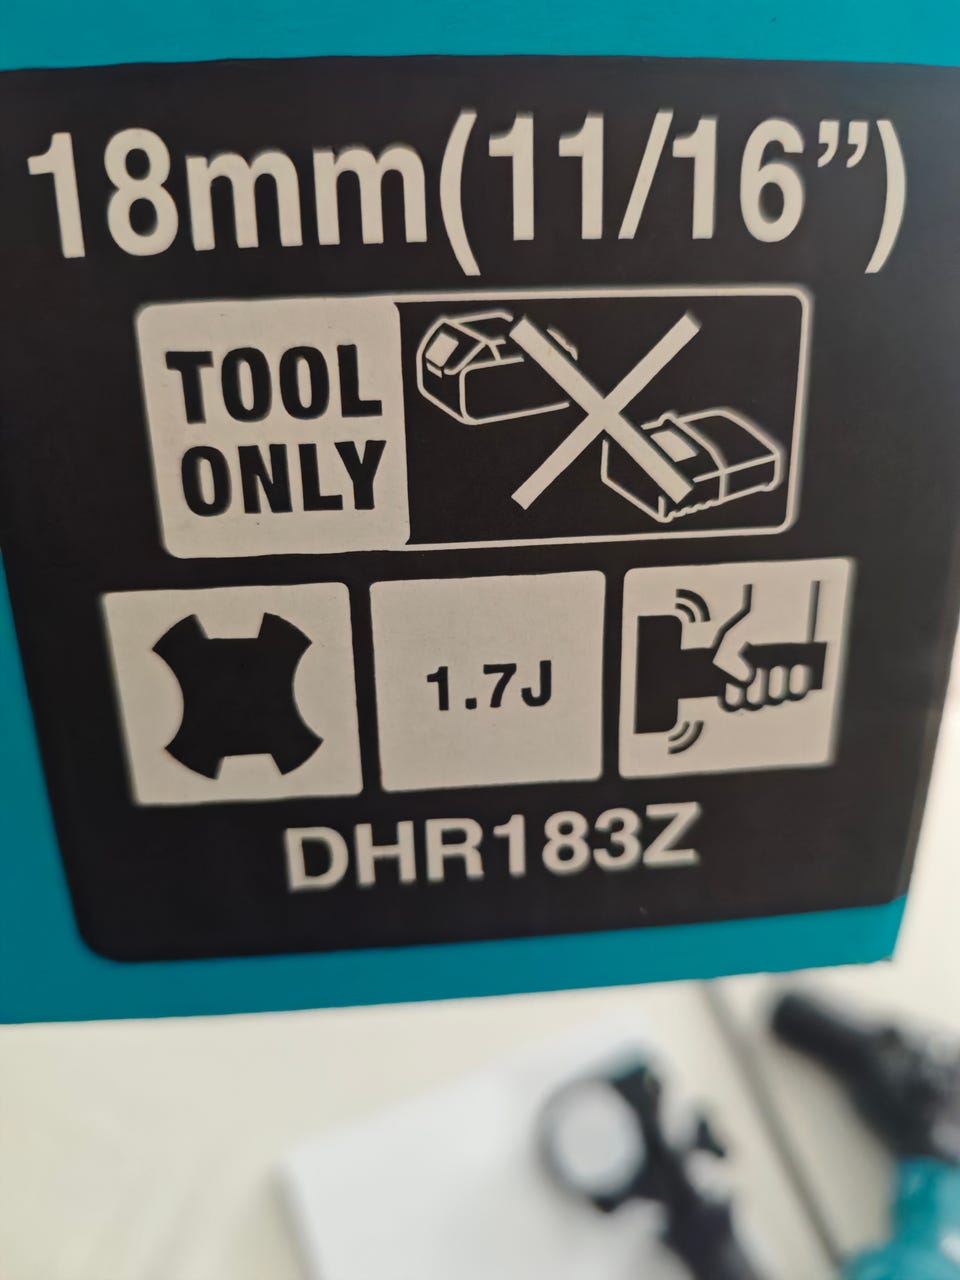 18mm(11/16”)
TOOL
ONLY
1.7J
DHR183Z